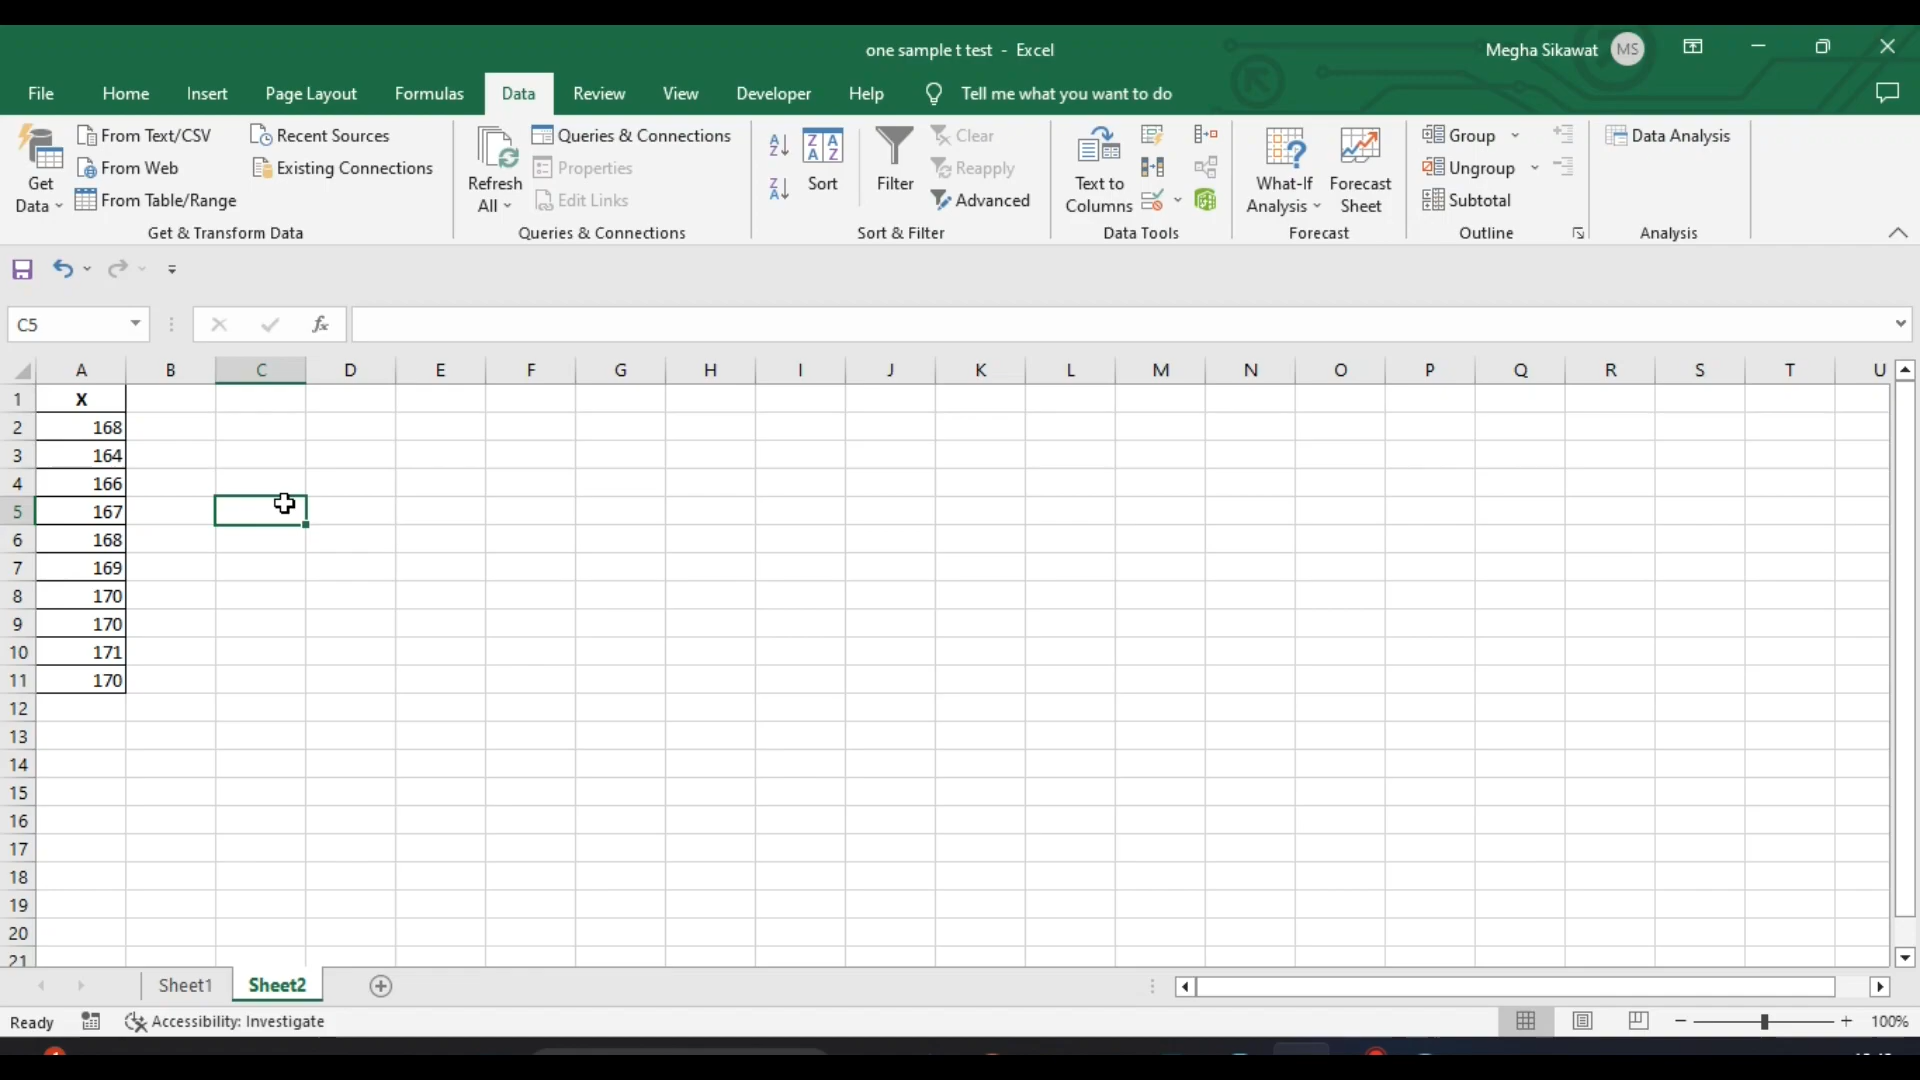 one sample t test - Excel
Megha Sikawat MS
File Home Insert Page Layout Formulas Data Review View Developer Help Tell me what you want to do
Get Data
From Text/CSV
From Web
From Table/Range
Recent Sources
Existing Connections
Get & Transform Data
Refresh All
Queries & Connections
Properties
Edit Links
Queries & Connections
Sort
Filter
Clear
Reapply
Advanced
Sort & Filter
Text to Columns
Data Tools
What-If Analysis
Forecast Sheet
Forecast
Group
Ungroup
Subtotal
Outline
Data Analysis
Analysis
C5 fx
A B C D E F G H I J K L M N O P Q R S T U
1 X
2 168
3 164
4 166
5 167
6 168
7 169
8 170
9 170
10 171
11 170
12
13
14
15
16
17
18
19
20
21
Sheet1 Sheet2
Ready Accessibility: Investigate 100%